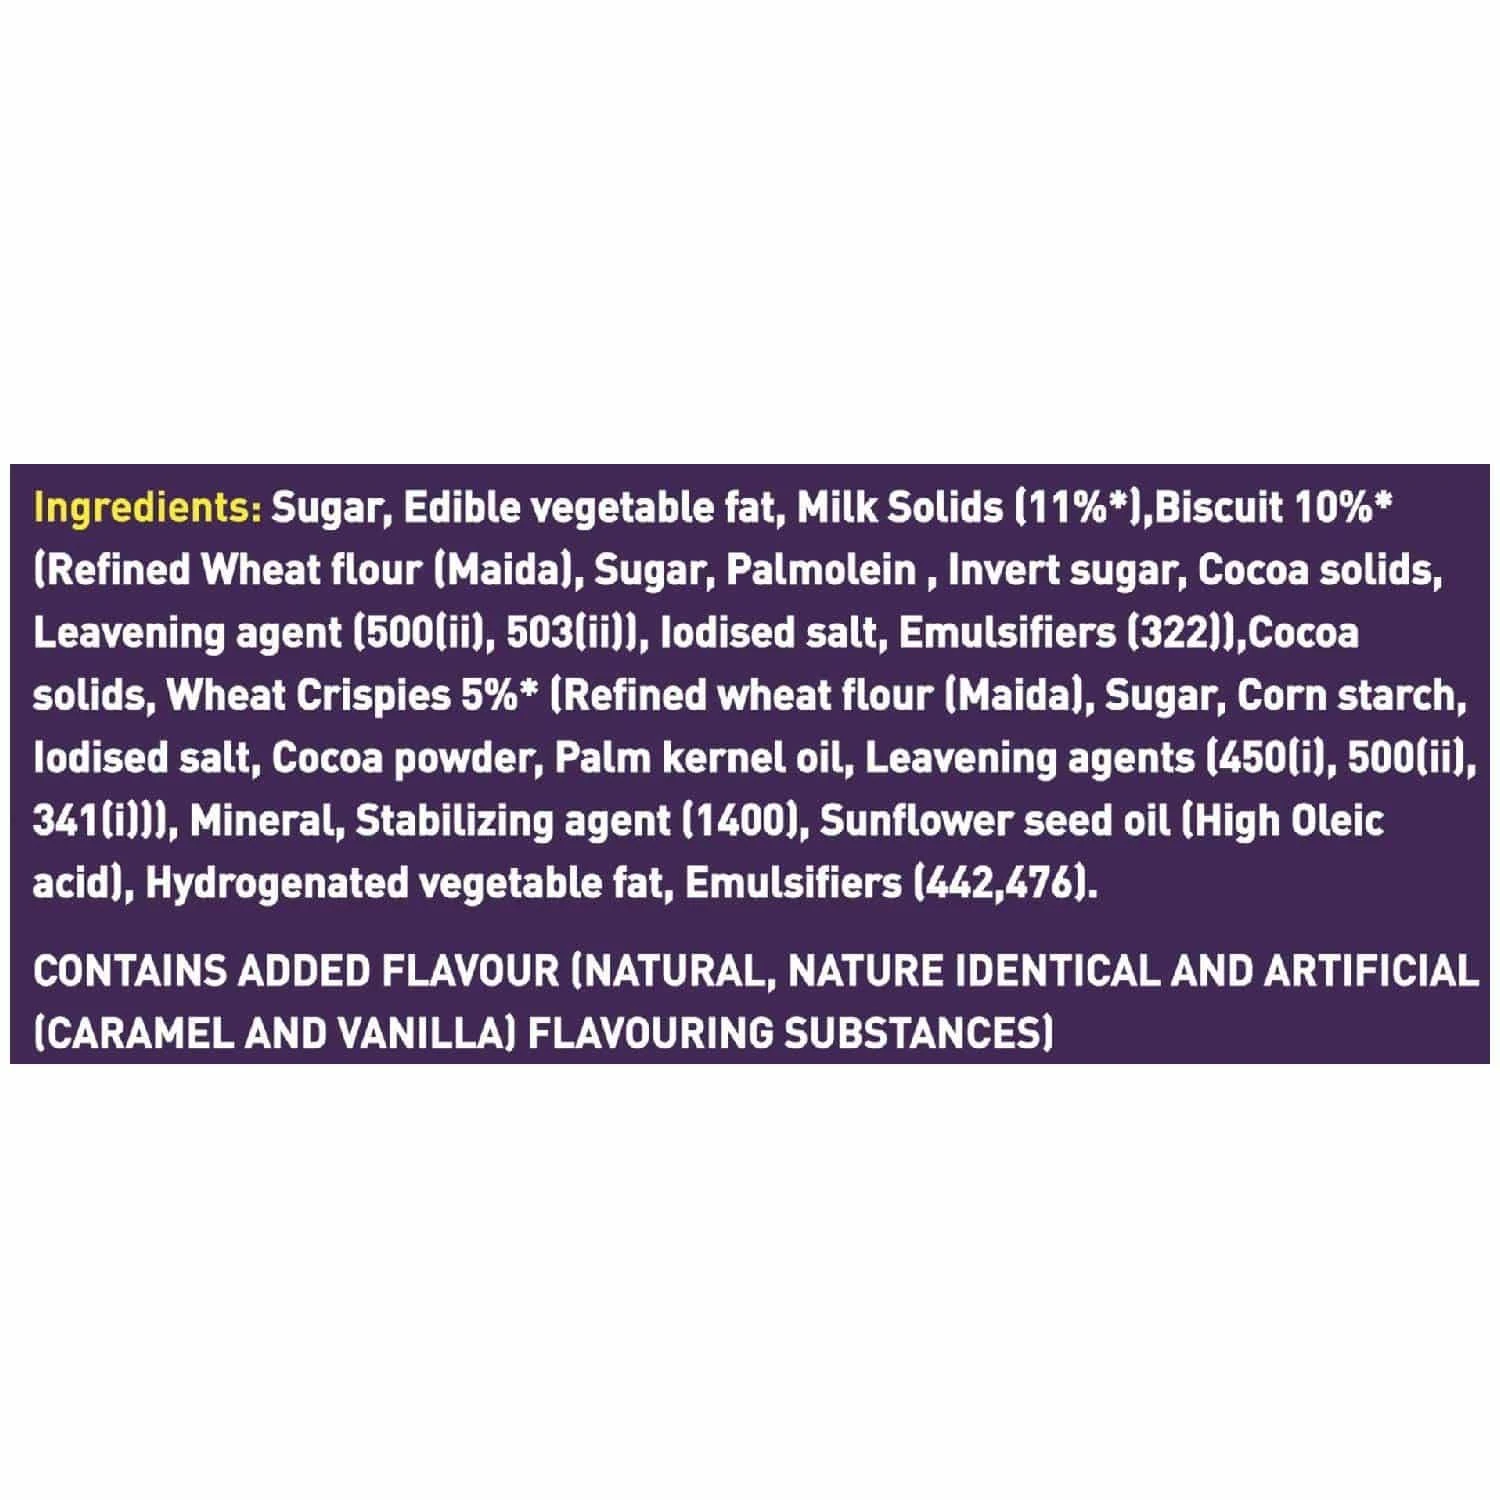 Ingredients: Sugar, Edible vegetable fat, Milk Solids (11%*),Biscuit 10%*
(Refined Wheat flour (Maida), Sugar, Palmolein , Invert sugar, Cocoa solids,
Leavening agent (500(ii), 503(ii)), Iodised salt, Emulsifiers (322)),Cocoa
solids, Wheat Crispies 5%* (Refined wheat flour (Maida), Sugar, Corn starch,
Iodised salt, Cocoa powder, Palm kernel oil, Leavening agents (450(i), 500(ii),
341(i))), Mineral, Stabilizing agent (1400), Sunflower seed oil (High Oleic
acid), Hydrogenated vegetable fat, Emulsifiers (442,476).
CONTAINS ADDED FLAVOUR (NATURAL, NATURE IDENTICAL AND ARTIFICIAL
(CARAMEL AND VANILLA) FLAVOURING SUBSTANCES)